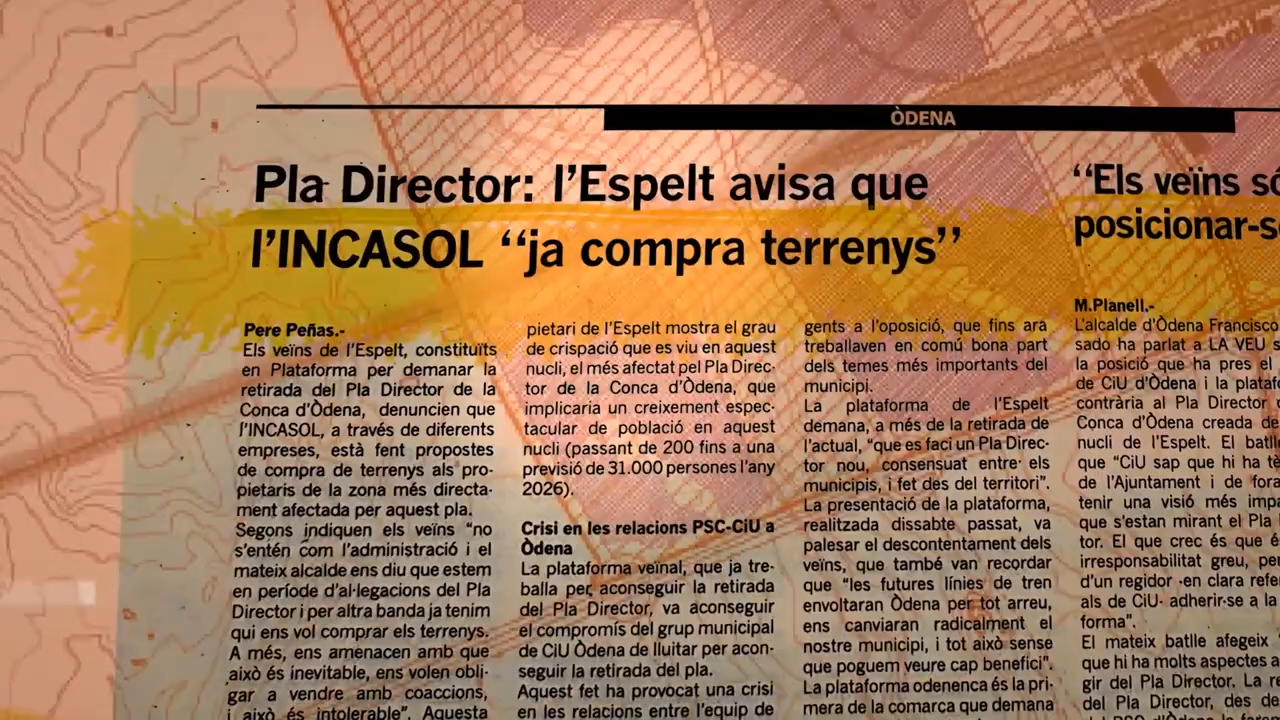 ÒDENA
Pla Director: l'Espelt avisa que
l'INCASOL “ja compra terrenys”
Pere Peñas.-
Els veïns de l'Espelt, constituïts
en Plataforma per demanar la
retirada del Pla Director de la
Conca d'Òdena, denuncien que
l'INCASOL, a través de diferents
empreses, està fent propostes
de compra de terrenys als pro-
pietaris de la zona més directa-
ment afectada per aquest pla.
Segons indiquen els veïns “no
s'entén com l'administració i el
mateix alcalde ens diu que estem
en període d'al·legacions del Pla
Director i per altra banda ja tenim
qui ens vol comprar els terrenys.
A més, ens amenacen amb que
això és inevitable, ens volen obli-
gar a vendre amb coaccions,
i això és intolerable”. Aquesta
pietari de l'Espelt mostra el grau
de crispació que es viu en aquest
nucli, el més afectat pel Pla Direc-
tor de la Conca d'Òdena, que
implicaria un creixement espec-
tacular de població en aquest
nucli (passant de 200 fins a una
previsió de 31.000 persones l'any
2026).
Crisi en les relacions PSC-CiU a
Òdena
La plataforma veïnal, que ja tre-
balla per aconseguir la retirada
del Pla Director, va aconseguir
el compromís del grup municipal
de CiU Òdena de lluitar per acon-
seguir la retirada del pla.
Aquest fet ha provocat una crisi
en les relacions entre l'equip de
gents a l'oposició, que fins ara
treballaven en comú bona part
dels temes més importants del
municipi.
La plataforma de l'Espelt
demana, a més de la retirada de
l'actual, “que es faci un Pla Direc-
tor nou, consensuat entre els
municipis, i fet des del territori”.
La presentació de la plataforma,
realitzada dissabte passat, va
palesar el descontentament dels
veïns, que també van recordar
que “les futures línies de tren
envoltaran Òdena per tot arreu,
ens canviaran radicalment el
nostre municipi, i tot això sense
que poguem veure cap benefici”.
La plataforma odenenca és la pri-
mera de la comarca que demana
“Els veïns só
posicionar-s
M.Planell.-
L'alcalde d'Òdena Francisco
sado ha parlat a LA VEU s
la posició que ha pres el
de CiU d'Òdena i la plataf
contrària al Pla Director
Conca d'Òdena creada de
nucli de l'Espelt. El batll
que “CiU sap que hi ha tè
de l'Ajuntament i de fora
tenir una visió més imp
que s'estan mirant el Pla
tor. El que crec és que é
irresponsabilitat greu, pe
d'un regidor -en clara refe
als de CiU- adherir-se a la
forma”.
El mateix batlle afegeix
que hi ha molts aspectes a
gir del Pla Director. La re
del Pla Director, des de